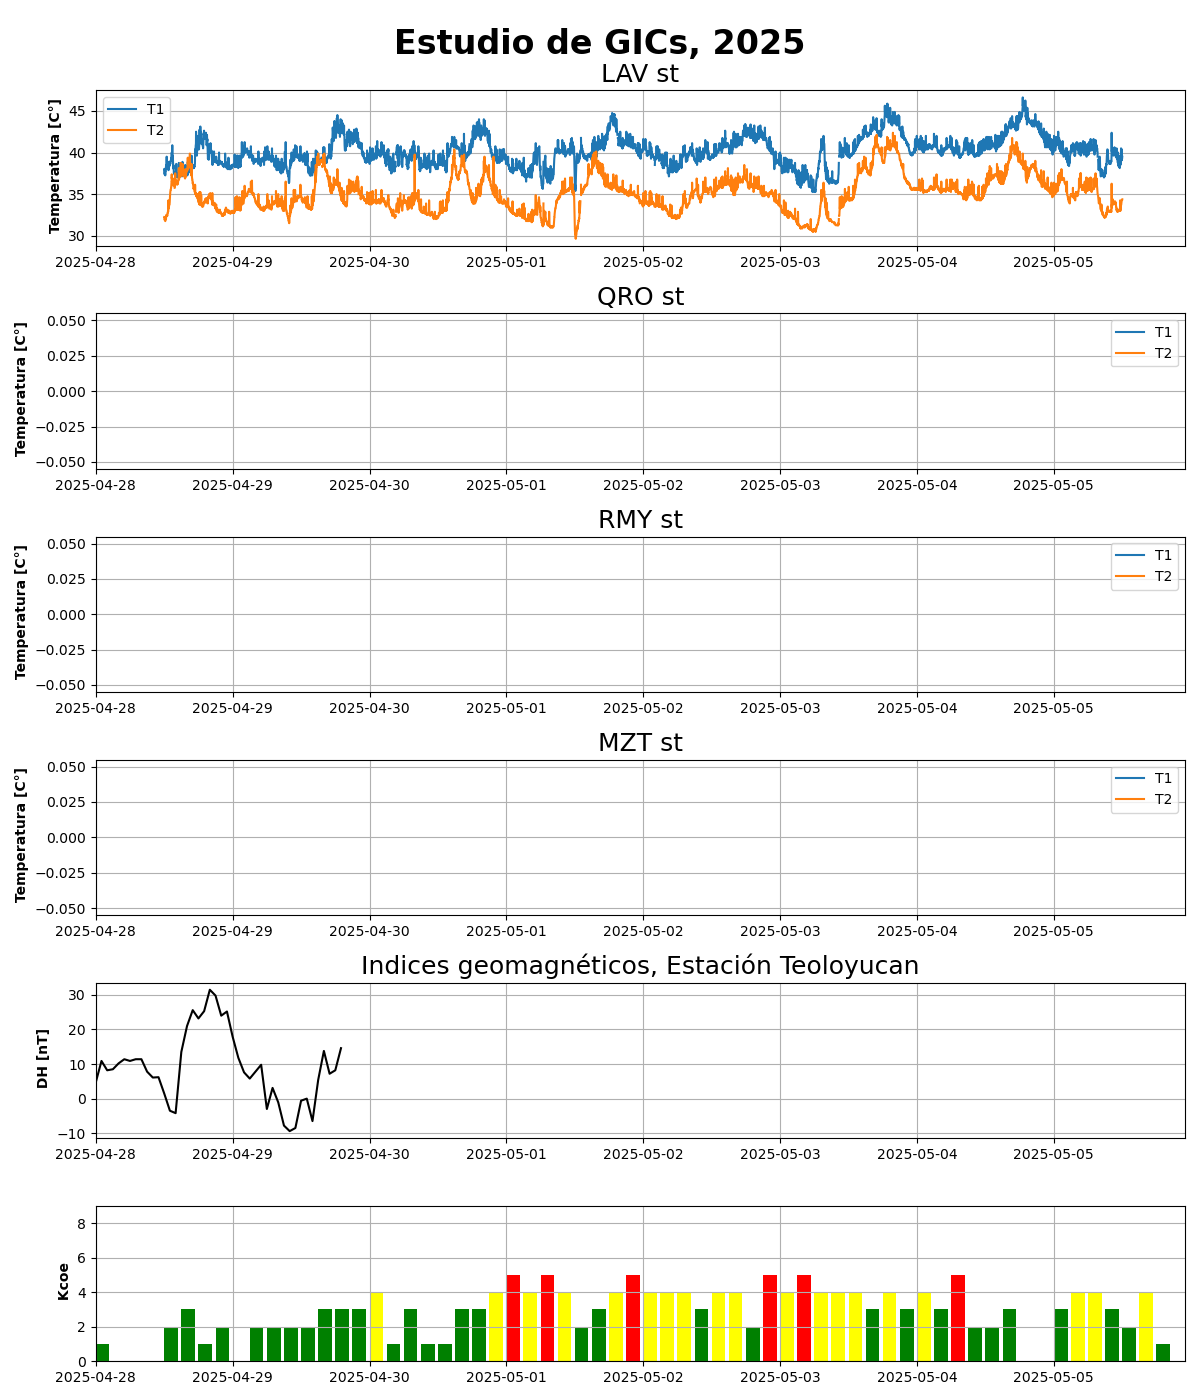 Estudio de GICs, 2025
LAV st
Temperatura [C°]
45
40
35
30
T1
T2
2025-04-28 2025-04-29 2025-04-30 2025-05-01 2025-05-02 2025-05-03 2025-05-04 2025-05-05
QRO st
Temperatura [C°]
0.050
0.025
0.000
−0.025
−0.050
T1
T2
2025-04-28 2025-04-29 2025-04-30 2025-05-01 2025-05-02 2025-05-03 2025-05-04 2025-05-05
RMY st
Temperatura [C°]
0.050
0.025
0.000
−0.025
−0.050
T1
T2
2025-04-28 2025-04-29 2025-04-30 2025-05-01 2025-05-02 2025-05-03 2025-05-04 2025-05-05
MZT st
Temperatura [C°]
0.050
0.025
0.000
−0.025
−0.050
T1
T2
2025-04-28 2025-04-29 2025-04-30 2025-05-01 2025-05-02 2025-05-03 2025-05-04 2025-05-05
Indices geomagnéticos, Estación Teoloyucan
DH [nT]
30
20
10
0
−10
2025-04-28 2025-04-29 2025-04-30 2025-05-01 2025-05-02 2025-05-03 2025-05-04 2025-05-05
Kcoe
8
6
4
2
0
2025-04-28 2025-04-29 2025-04-30 2025-05-01 2025-05-02 2025-05-03 2025-05-04 2025-05-05